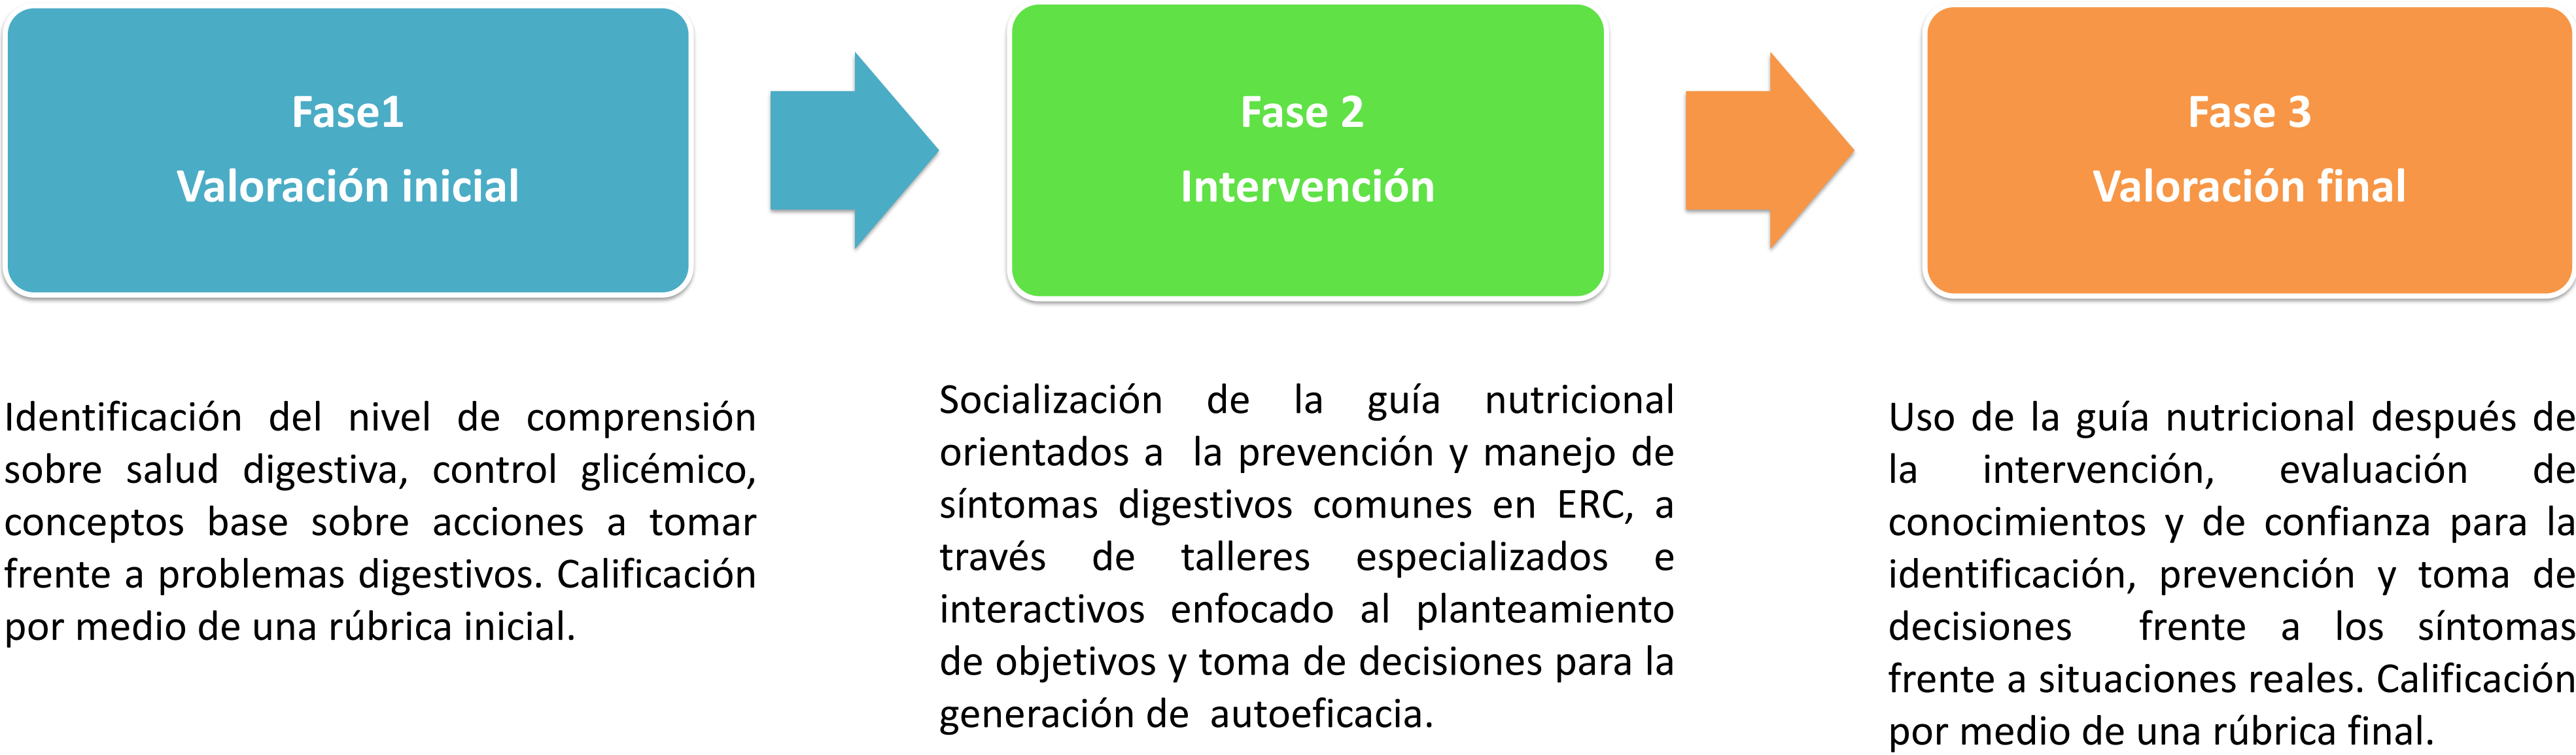 Fase1
Valoración inicial
Fase 2
Intervención
Fase 3
Valoración final
Identificación del nivel de comprensión
sobre salud digestiva, control glicémico,
conceptos base sobre acciones a tomar
frente a problemas digestivos. Calificación
por medio de una rúbrica inicial.
Socialización de la guía nutricional
orientados a la prevención y manejo de
síntomas digestivos comunes en ERC, a
través de talleres especializados e
interactivos enfocado al planteamiento
de objetivos y toma de decisiones para la
generación de autoeficacia.
Uso de la guía nutricional después de
la intervención, evaluación de
conocimientos y de confianza para la
identificación, prevención y toma de
decisiones frente a los síntomas
frente a situaciones reales. Calificación
por medio de una rúbrica final.